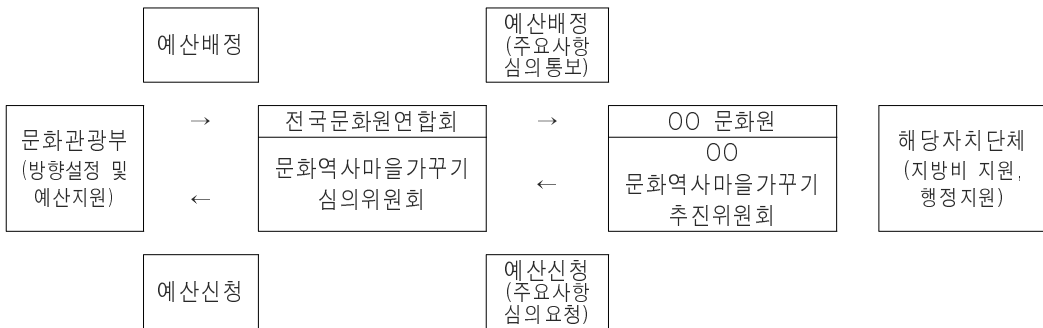 예산배정
예산배정
(주요사항
심의통보)
문화관광부
(방향설정 및
예산지원)
→
←
전국문화원연합회
문화역사마을가꾸기
심의위원회
→
←
OO 문화원
OO
문화역사마을가꾸기
추진위원회
해당자치단체
(지방비 지원,
행정지원)
예산신청
예산신청
(주요사항
심의요청)